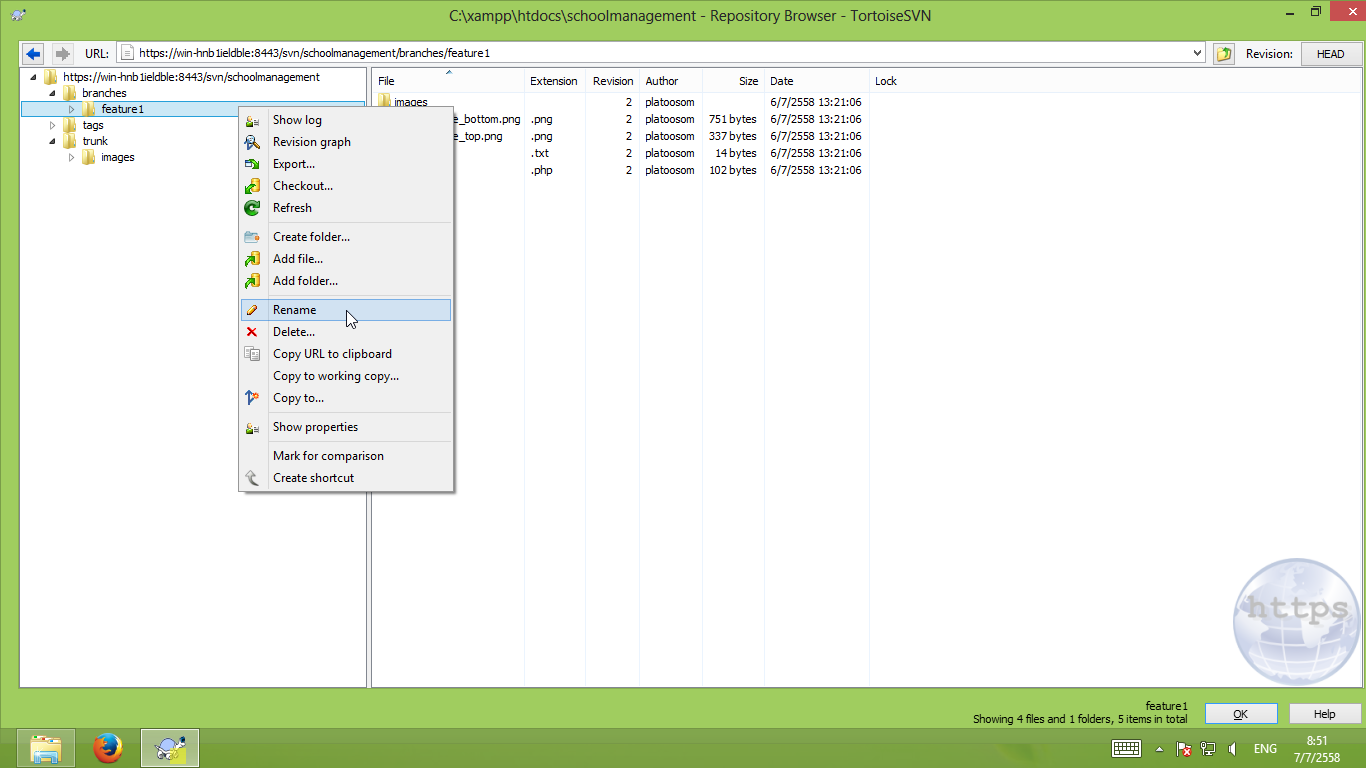 C:\xampp\htdocs\schoolmanagement - Repository Browser - TortoiseSVN
URL: https://win-hnb1ieldble:8443/svn/schoolmanagement/branches/feature1 Revision: HEAD
https://win-hnb1ieldble:8443/svn/schoolmanagement
branches
feature1
tags
trunk
images
File Extension Revision Author Size Date Lock
images 2 platoosom 6/7/2558 13:21:06
e_bottom.png .png 2 platoosom 751 bytes 6/7/2558 13:21:06
e_top.png .png 2 platoosom 337 bytes 6/7/2558 13:21:06
.txt 2 platoosom 14 bytes 6/7/2558 13:21:06
.php 2 platoosom 102 bytes 6/7/2558 13:21:06
Show log
Revision graph
Export...
Checkout...
Refresh
Create folder...
Add file...
Add folder...
Rename
Delete...
Copy URL to clipboard
Copy to working copy...
Copy to...
Show properties
Mark for comparison
Create shortcut
https
feature1
Showing 4 files and 1 folders, 5 items in total
OK Help
ENG 8:51
7/7/2558